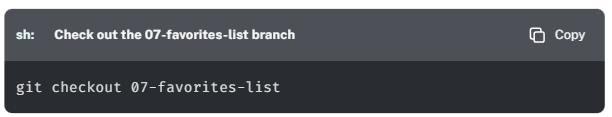 sh: Check out the 07-favorites-list branch Copy
git checkout 07-favorites-list